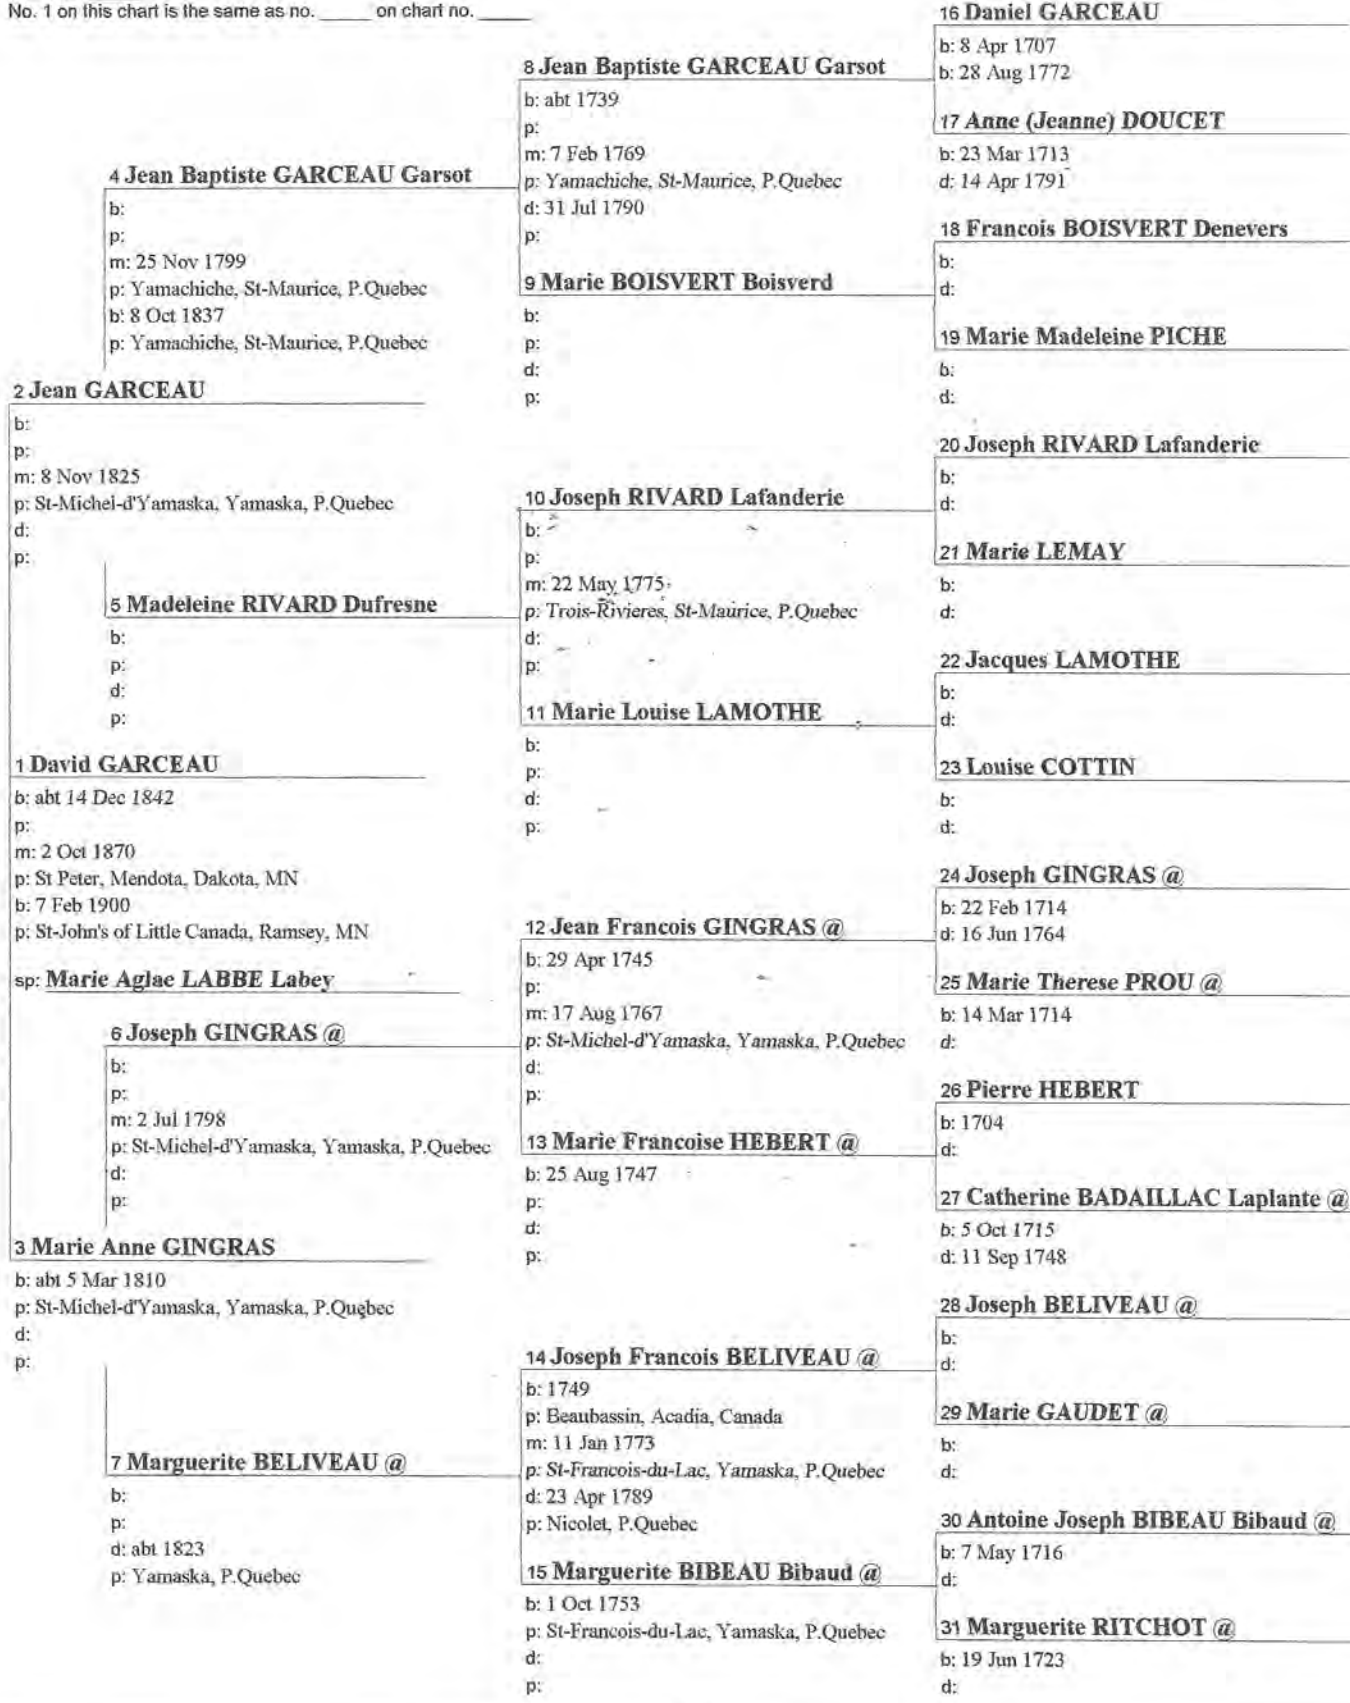 No. 1 on this chart is the same as no. _____ on chart no. _____
16 Daniel GARCEAU
b: 8 Apr 1707
b: 28 Aug 1772
8 Jean Baptiste GARCEAU Garsot
b: abt 1739
p:
m: 7 Feb 1769
p: Yamachiche, St-Maurice, P.Quebec
d: 31 Jul 1790
p:
17 Anne (Jeanne) DOUCET
b: 23 Mar 1713
d: 14 Apr 1791
4 Jean Baptiste GARCEAU Garsot
b:
p:
m: 25 Nov 1799
p: Yamachiche, St-Maurice, P.Quebec
b: 8 Oct 1837
p: Yamachiche, St-Maurice, P.Quebec
18 Francois BOISVERT Denevers
b:
d:
9 Marie BOISVERT Boisverd
b:
p:
d:
p:
19 Marie Madeleine PICHE
b:
d:
2 Jean GARCEAU
b:
p:
m: 8 Nov 1825
p: St-Michel-d'Yamaska, Yamaska, P.Quebec
d:
p:
20 Joseph RIVARD Lafanderie
b:
d:
10 Joseph RIVARD Lafanderie
b:
p:
m: 22 May 1775
p: Trois-Rivieres, St-Maurice, P.Quebec
d:
p:
21 Marie LEMAY
b:
d:
5 Madeleine RIVARD Dufresne
b:
p:
d:
p:
22 Jacques LAMOTHE
b:
d:
11 Marie Louise LAMOTHE
b:
p:
d:
p:
23 Louise COTTIN
b:
d:
1 David GARCEAU
b: abt 14 Dec 1842
p:
m: 2 Oct 1870
p: St Peter, Mendota, Dakota, MN
b: 7 Feb 1900
p: St-John's of Little Canada, Ramsey, MN
sp: Marie Aglae LABBE Labey
24 Joseph GINGRAS @
b: 22 Feb 1714
d: 16 Jun 1764
12 Jean Francois GINGRAS @
b: 29 Apr 1745
p:
m: 17 Aug 1767
p: St-Michel-d'Yamaska, Yamaska, P.Quebec
d:
p:
25 Marie Therese PROU @
b: 14 Mar 1714
d:
6 Joseph GINGRAS @
b:
p:
m: 2 Jul 1798
p: St-Michel-d'Yamaska, Yamaska, P.Quebec
d:
p:
26 Pierre HEBERT
b: 1704
d:
13 Marie Francoise HEBERT @
b: 25 Aug 1747
p:
d:
p:
27 Catherine BADAILLAC Laplante @
b: 5 Oct 1715
d: 11 Sep 1748
3 Marie Anne GINGRAS
b: abt 5 Mar 1810
p: St-Michel-d'Yamaska, Yamaska, P.Quebec
d:
p:
28 Joseph BELIVEAU @
b:
d:
14 Joseph Francois BELIVEAU @
b: 1749
p: Beaubassin, Acadia, Canada
m: 11 Jan 1773
p: St-Francois-du-Lac, Yamaska, P.Quebec
d: 23 Apr 1789
p: Nicolet, P.Quebec
29 Marie GAUDET @
b:
d:
7 Marguerite BELIVEAU @
b:
p:
d: abt 1823
p: Yamaska, P.Quebec
30 Antoine Joseph BIBEAU Bibaud @
b: 7 May 1716
d:
15 Marguerite BIBEAU Bibaud @
b: 1 Oct 1753
p: St-Francois-du-Lac, Yamaska, P.Quebec
d:
p:
31 Marguerite RITCHOT @
b: 19 Jun 1723
d: